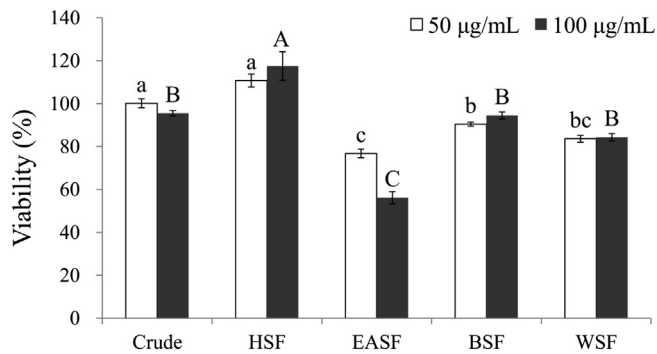 50 μg/mL 100 μg/mL
Viability (%)
140
120
100
80
60
40
20
0
a B
a A
c C
b B
bc B
Crude HSF EASF BSF WSF